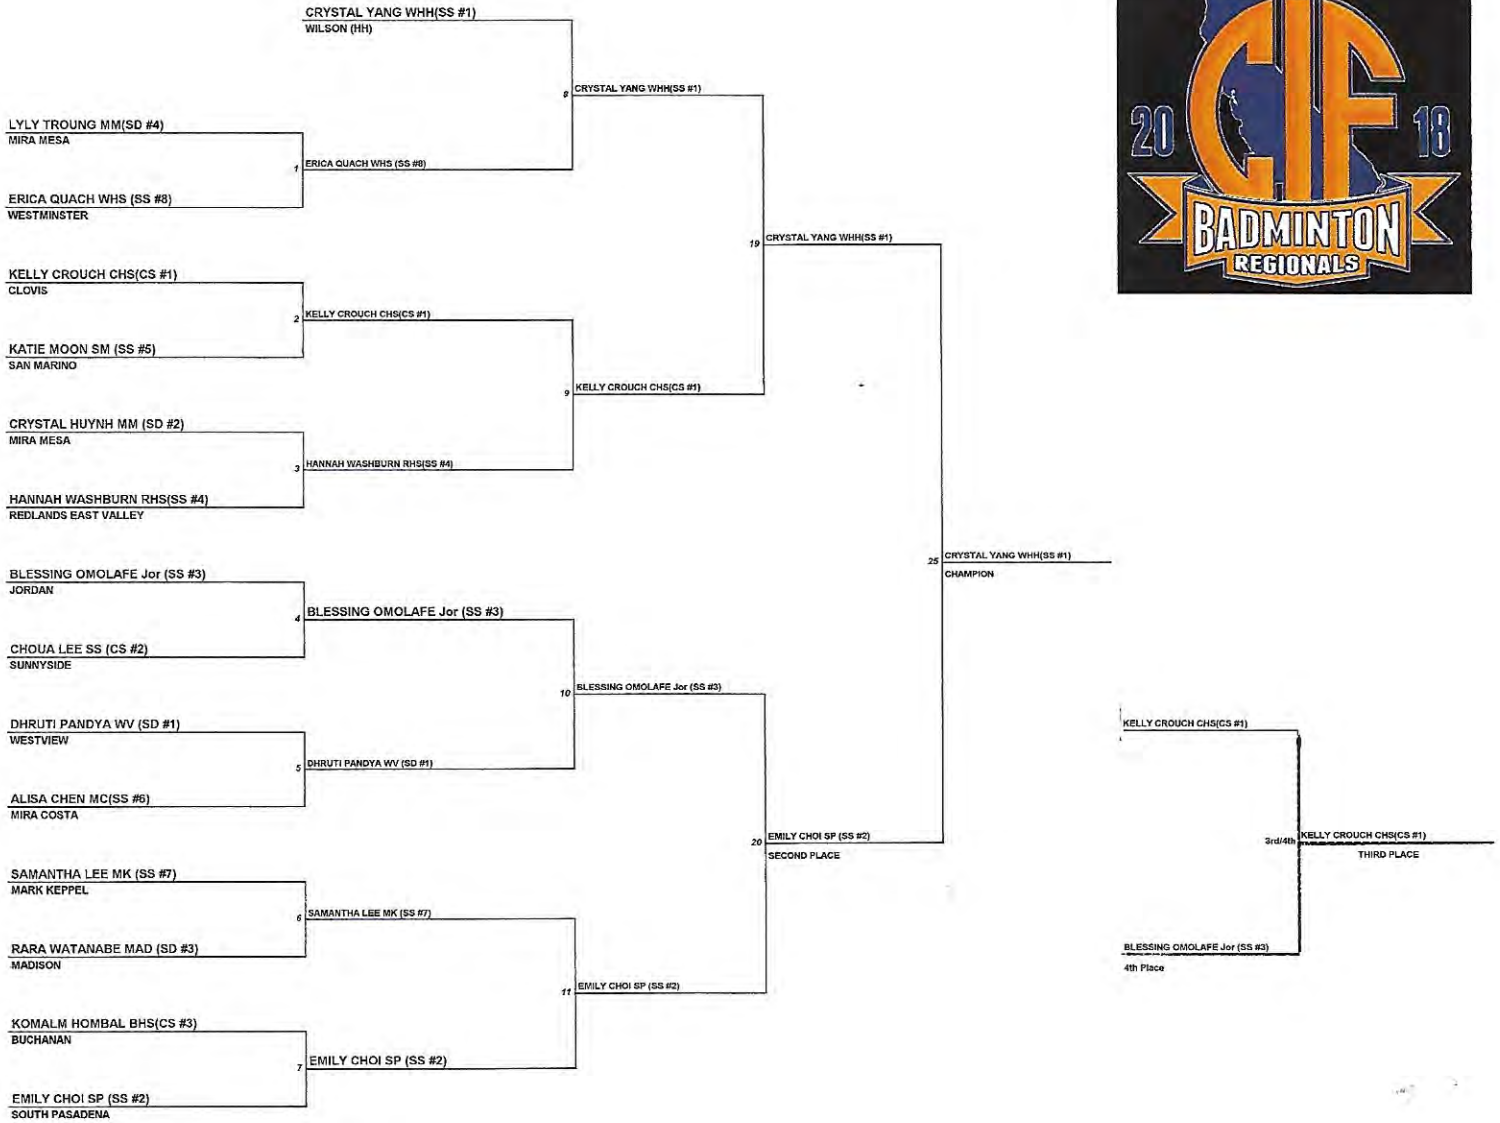 CRYSTAL YANG WHH(SS #1)
WILSON (HH)
8 CRYSTAL YANG WHH(SS #1)
LYLY TROUNG MM(SD #4)
MIRA MESA
1 ERICA QUACH WHS (SS #8)
ERICA QUACH WHS (SS #8)
WESTMINSTER
19 CRYSTAL YANG WHH(SS #1)
KELLY CROUCH CHS(CS #1)
CLOVIS
2 KELLY CROUCH CHS(CS #1)
KATIE MOON SM (SS #5)
SAN MARINO
9 KELLY CROUCH CHS(CS #1)
CRYSTAL HUYNH MM (SD #2)
MIRA MESA
3 HANNAH WASHBURN RHS(SS #4)
HANNAH WASHBURN RHS(SS #4)
REDLANDS EAST VALLEY
25 CRYSTAL YANG WHH(SS #1)
CHAMPION
BLESSING OMOLAFE Jor (SS #3)
JORDAN
4 BLESSING OMOLAFE Jor (SS #3)
CHOUA LEE SS (CS #2)
SUNNYSIDE
10 BLESSING OMOLAFE Jor (SS #3)
DHRUTI PANDYA WV (SD #1)
WESTVIEW
5 DHRUTI PANDYA WV (SD #1)
ALISA CHEN MC(SS #6)
MIRA COSTA
20 EMILY CHOI SP (SS #2)
SECOND PLACE
SAMANTHA LEE MK (SS #7)
MARK KEPPEL
6 SAMANTHA LEE MK (SS #7)
RARA WATANABE MAD (SD #3)
MADISON
11 EMILY CHOI SP (SS #2)
KOMALM HOMBAL BHS(CS #3)
BUCHANAN
7 EMILY CHOI SP (SS #2)
EMILY CHOI SP (SS #2)
SOUTH PASADENA
KELLY CROUCH CHS(CS #1)
3rd/4th KELLY CROUCH CHS(CS #1)
THIRD PLACE
BLESSING OMOLAFE Jor (SS #3)
4th Place
20 CIF 18
BADMINTON
REGIONALS